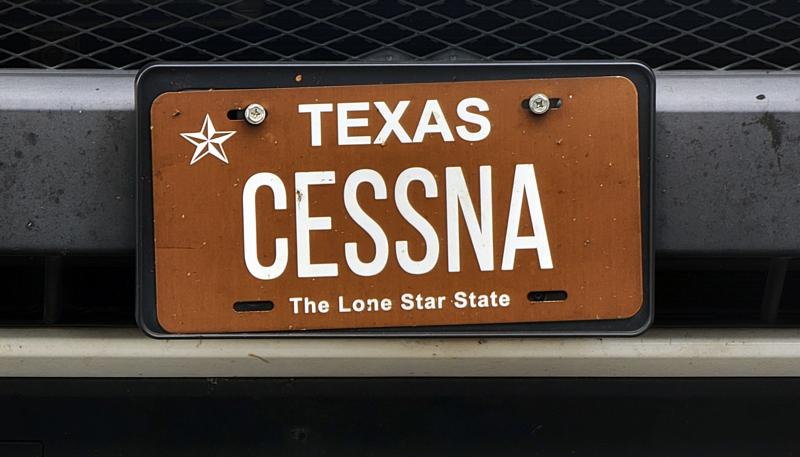 TEXAS
CESSNA
The Lone Star State